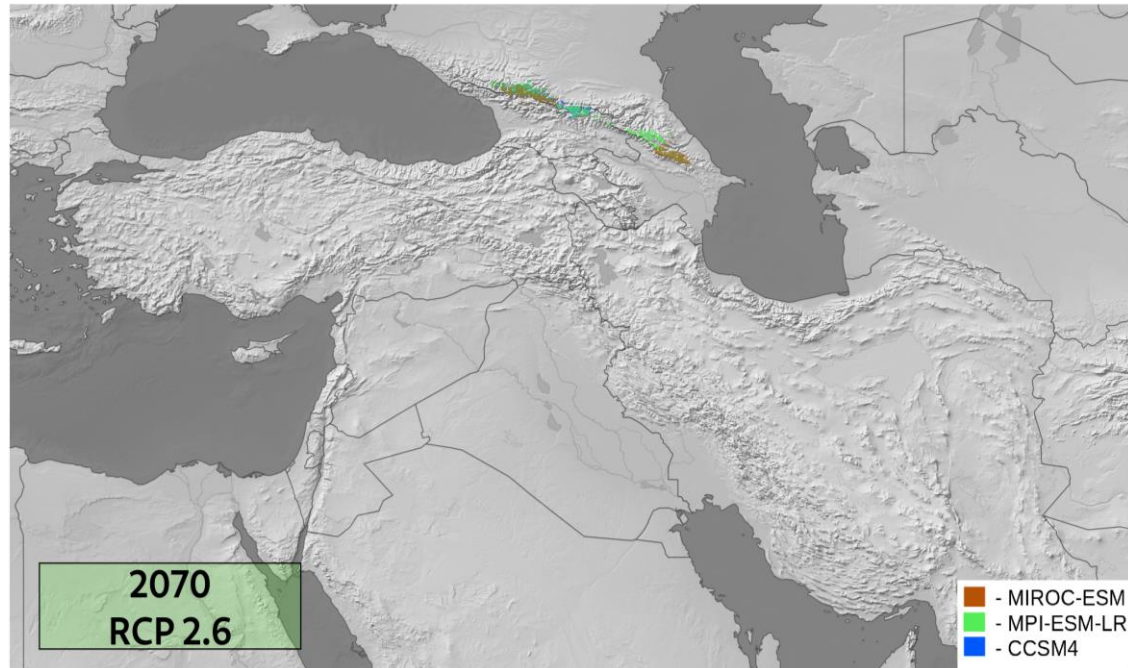 2070
RCP 2.6
- MIROC-ESM
- MPI-ESM-LR
- CCSM4